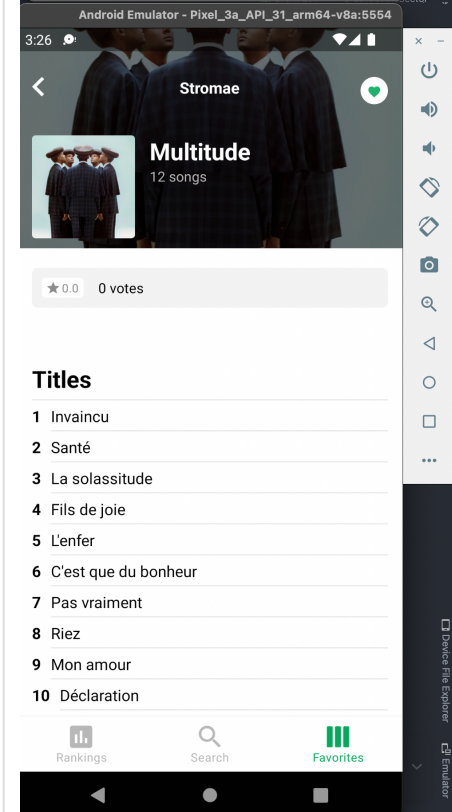 Android Emulator - Pixel_3a_API_31_arm64-v8a:5554
3:26
Stromae
Multitude
12 songs
0.0 0 votes
Titles
1 Invaincu
2 Santé
3 La solassitude
4 Fils de joie
5 L'enfer
6 C'est que du bonheur
7 Pas vraiment
8 Riez
9 Mon amour
10 Déclaration
Rankings
Search
Favorites
Device File Explorer
Emulator